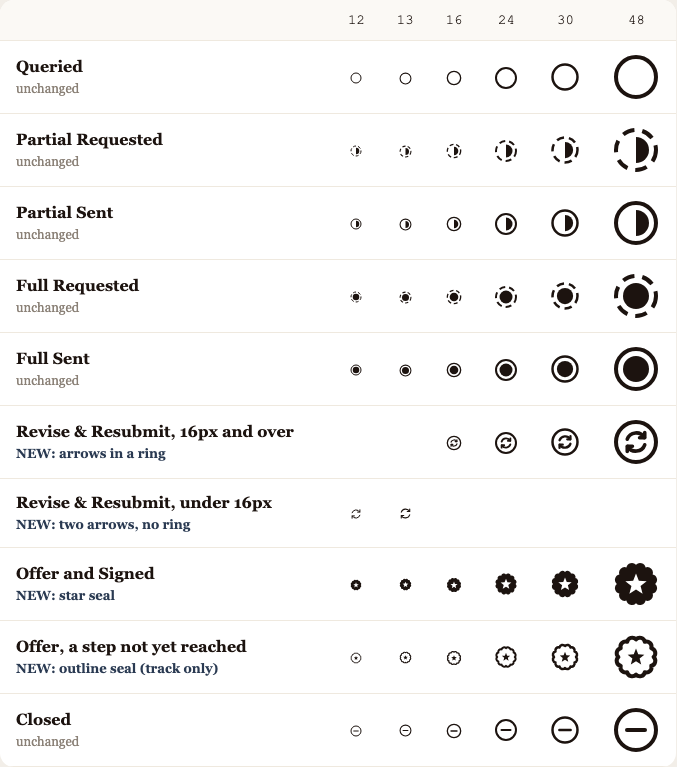 12 13 16 24 30 48
Queried
unchanged
Partial Requested
unchanged
Partial Sent
unchanged
Full Requested
unchanged
Full Sent
unchanged
Revise & Resubmit, 16px and over
NEW: arrows in a ring
Revise & Resubmit, under 16px
NEW: two arrows, no ring
Offer and Signed
NEW: star seal
Offer, a step not yet reached
NEW: outline seal (track only)
Closed
unchanged